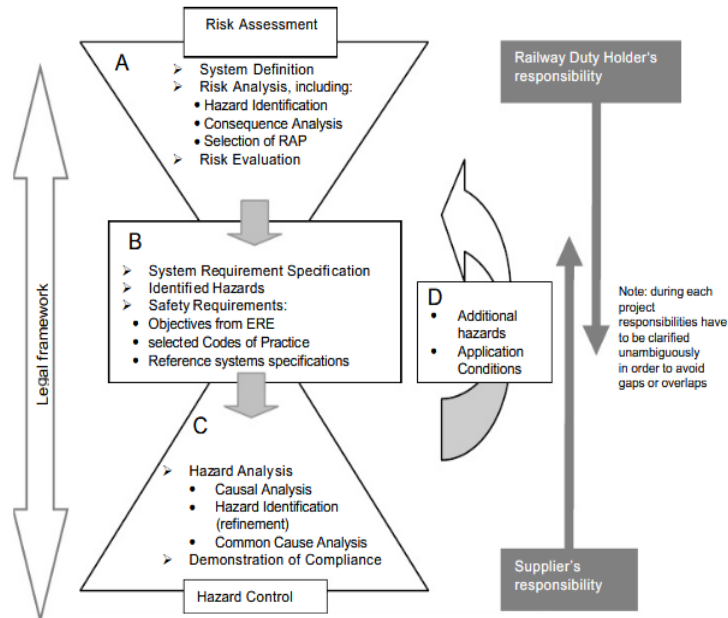 Risk Assessment
A
➢ System Definition
➢ Risk Analysis, including:
• Hazard Identification
• Consequence Analysis
• Selection of RAP
➢ Risk Evaluation
B
➢ System Requirement Specification
➢ Identified Hazards
➢ Safety Requirements:
• Objectives from ERE
• selected Codes of Practice
• Reference systems specifications
C
➢ Hazard Analysis
• Causal Analysis
• Hazard Identification
(refinement)
• Common Cause Analysis
➢ Demonstration of Compliance
Hazard Control
Legal framework
D
• Additional
hazards
• Application
Conditions
Railway Duty Holder's
responsibility
Note: during each
project
responsibilities have
to be clarified
unambiguously
in order to avoid
gaps or overlaps
Supplier's
responsibility